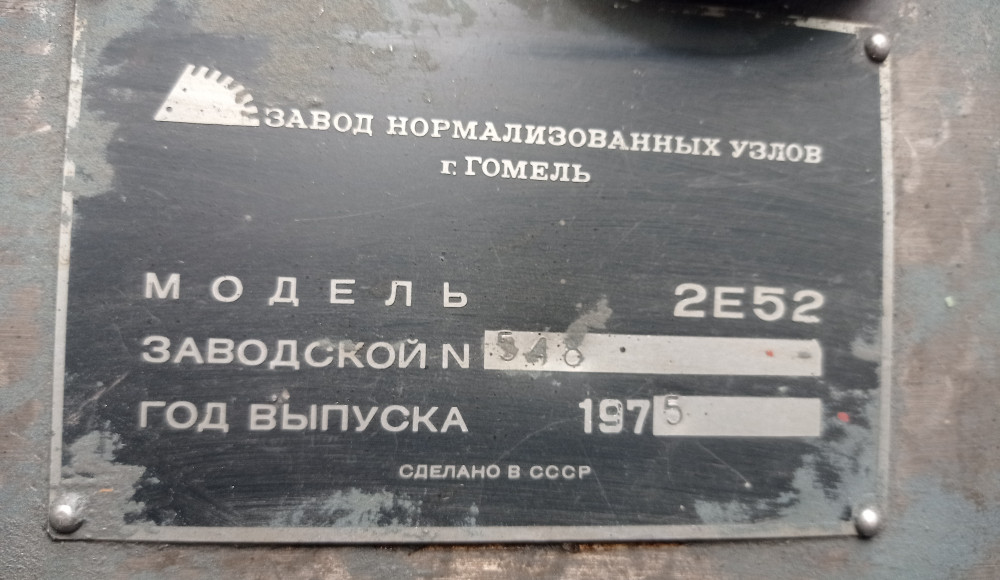 ЗАВОД НОРМАЛИЗОВАННЫХ УЗЛОВ
г. ГОМЕЛЬ
МОДЕЛЬ 2Е52
ЗАВОДСКОЙ N
ГОД ВЫПУСКА 1975
СДЕЛАНО В СССР